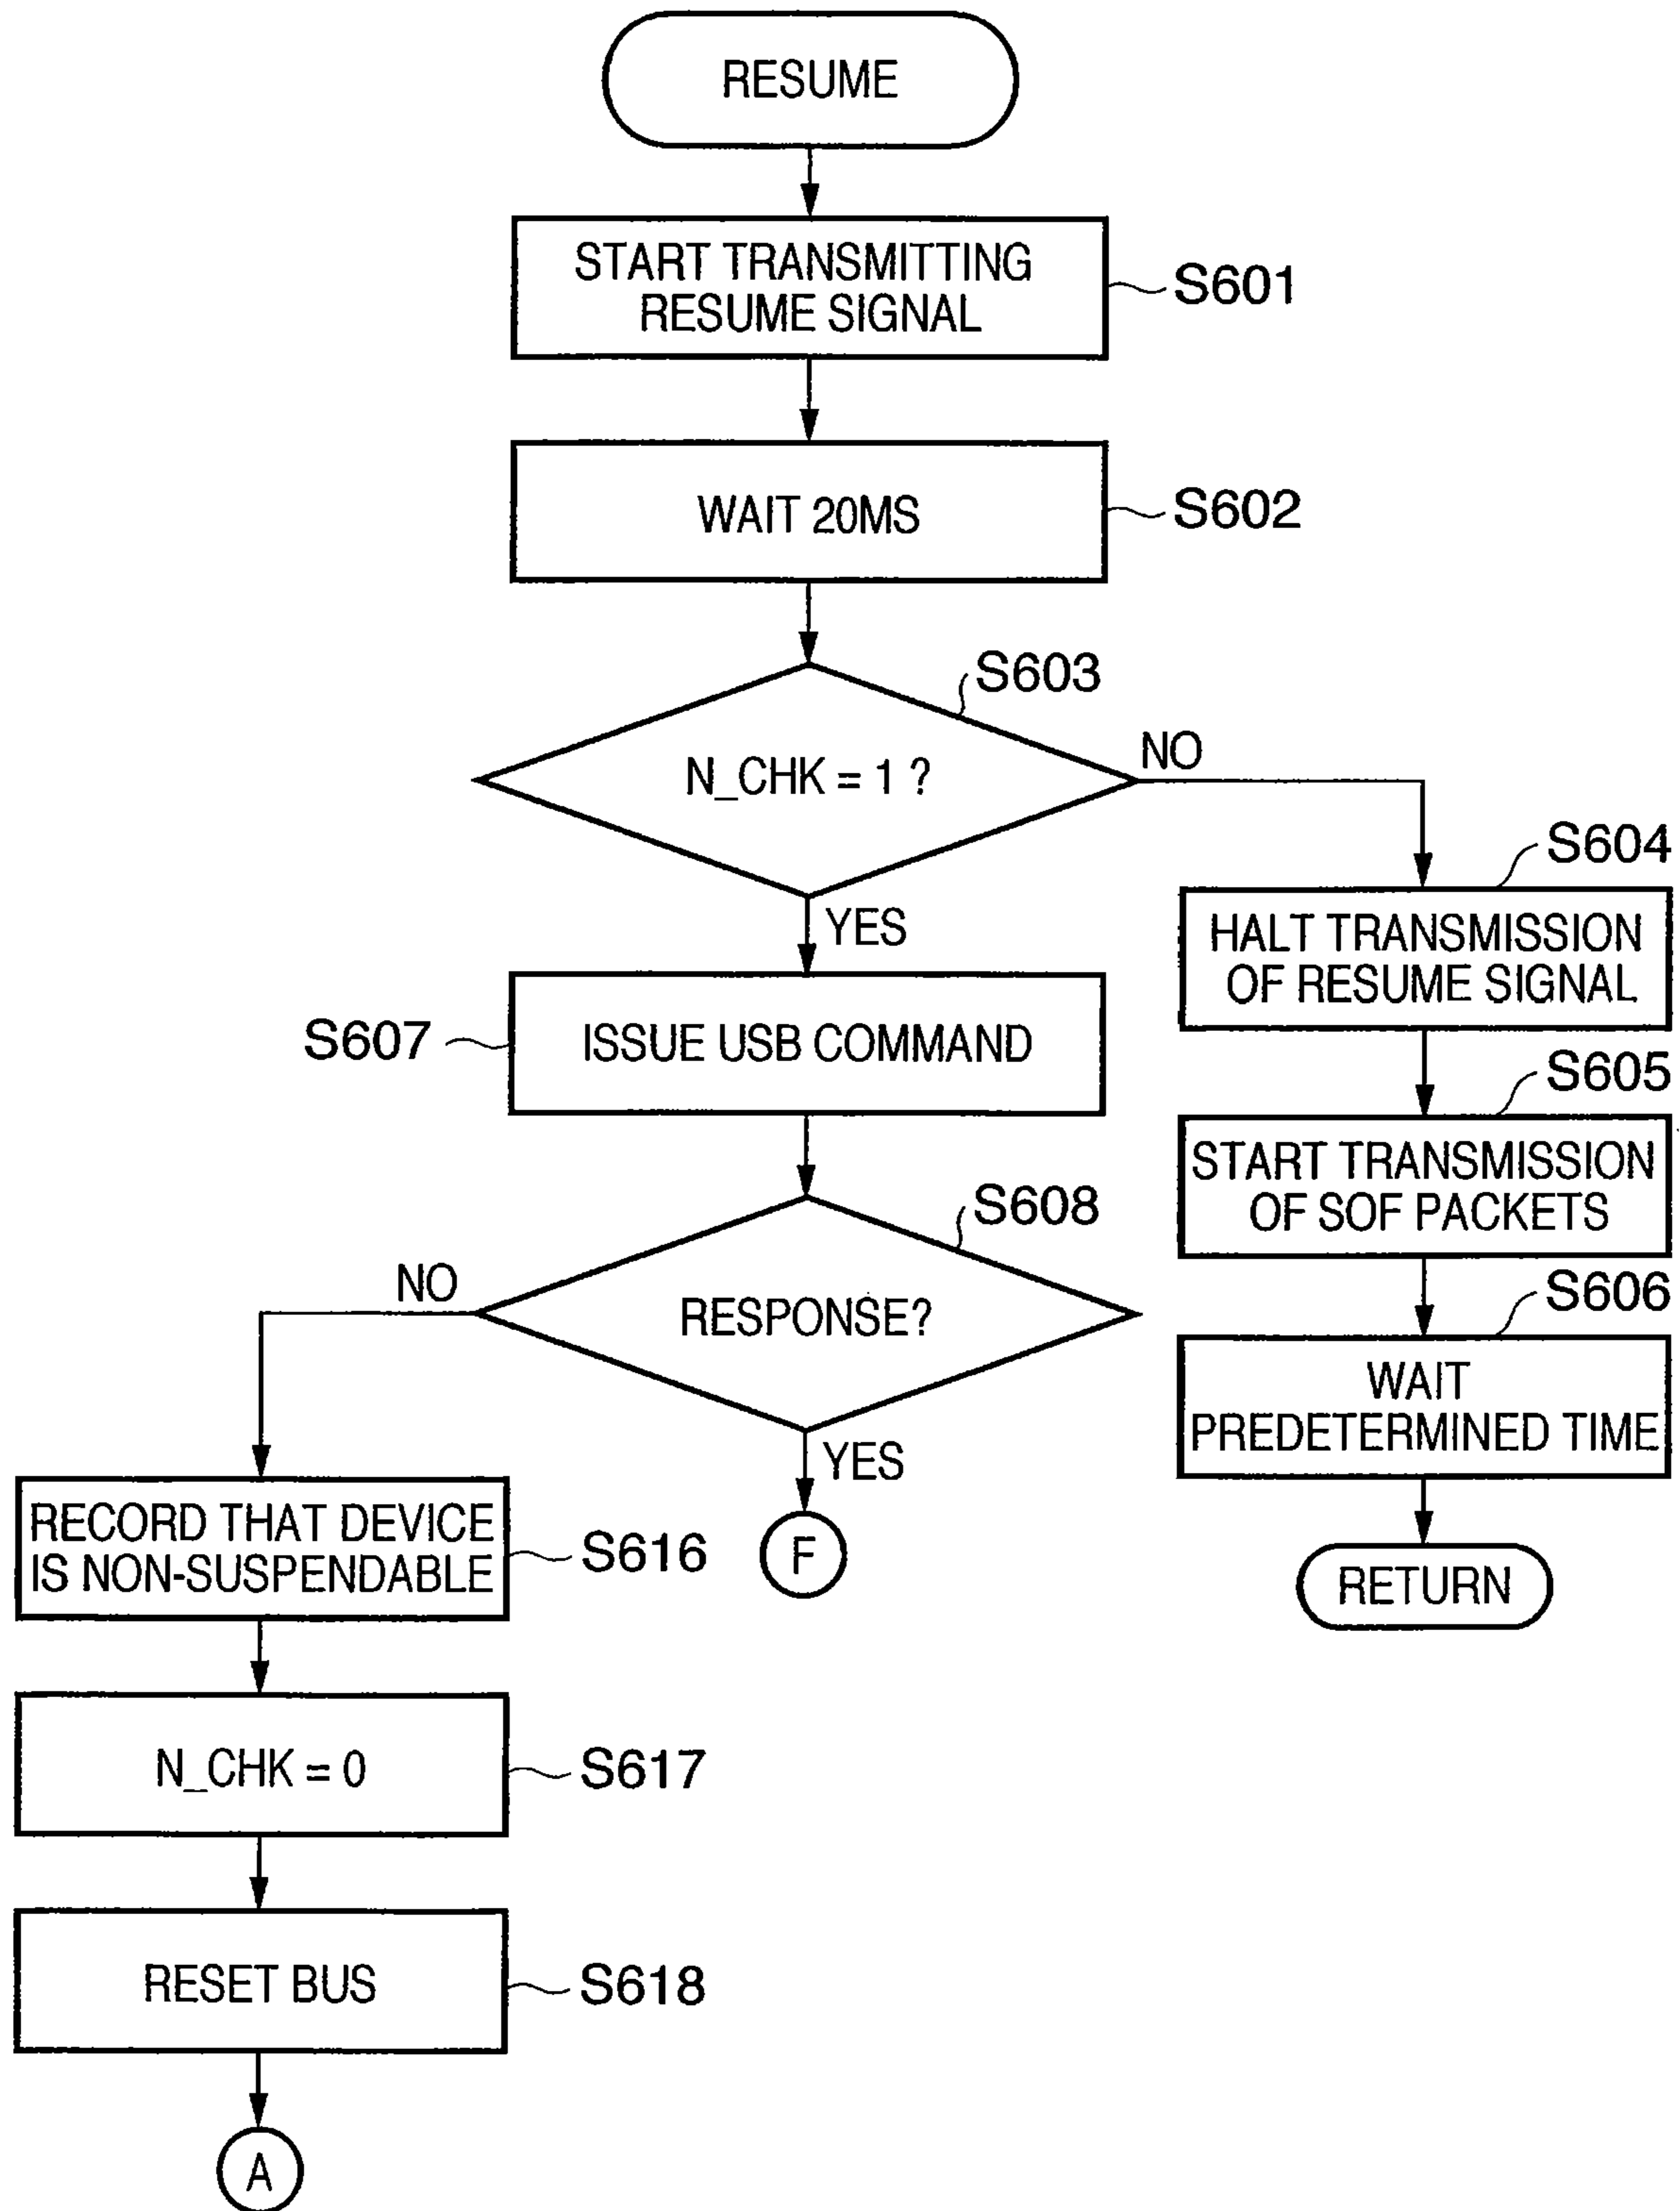 RESUME
START TRANSMITTING
RESUME SIGNAL
S601
WAIT 20MS
S602
S603
N_CHK = 1 ?
NO
YES
S604
HALT TRANSMISSION
OF RESUME SIGNAL
S607
ISSUE USB COMMAND
S605
START TRANSMISSION
OF SOF PACKETS
S608
RESPONSE?
NO
YES
S606
WAIT
PREDETERMINED TIME
RETURN
F
RECORD THAT DEVICE
IS NON-SUSPENDABLE
S616
N_CHK = 0
S617
RESET BUS
S618
A